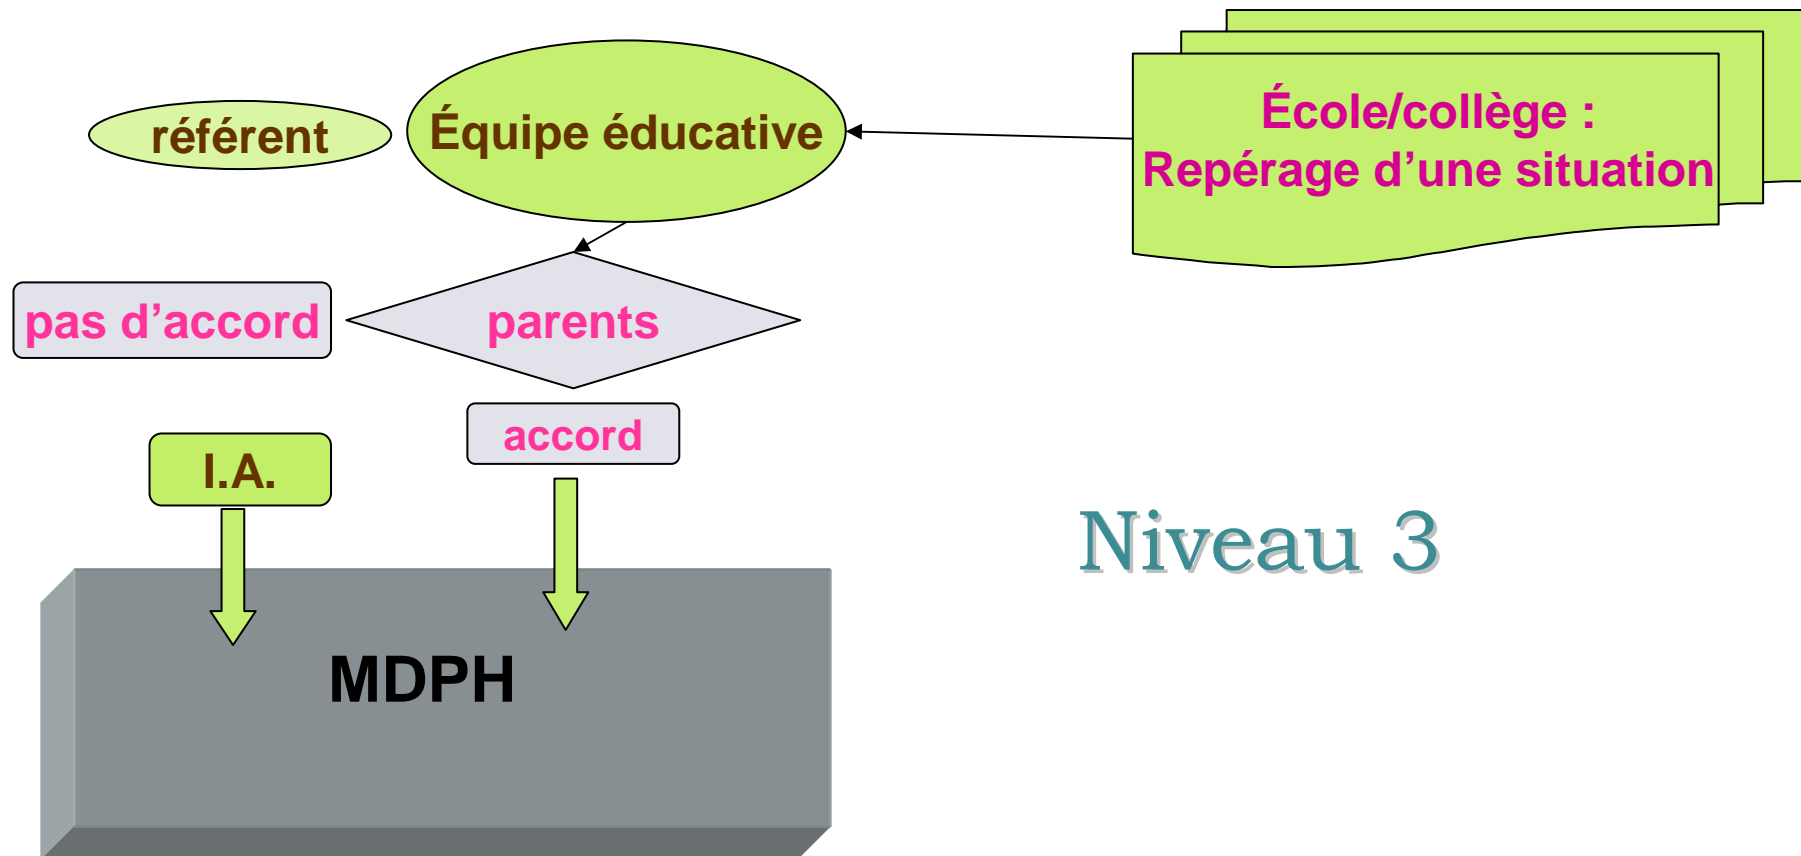 référent
Équipe éducative
École/collège :
Repérage d’une situation
pas d’accord
parents
accord
I.A.
Niveau 3
MDPH